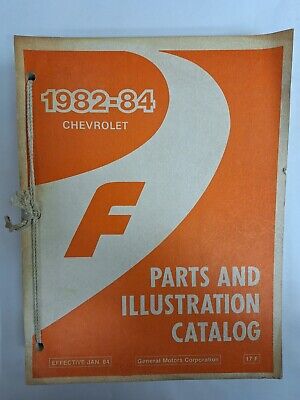 1982-84
CHEVROLET
F
PARTS AND
ILLUSTRATION
CATALOG
EFFECTIVE JAN. 84
General Motors Corporation
17 F